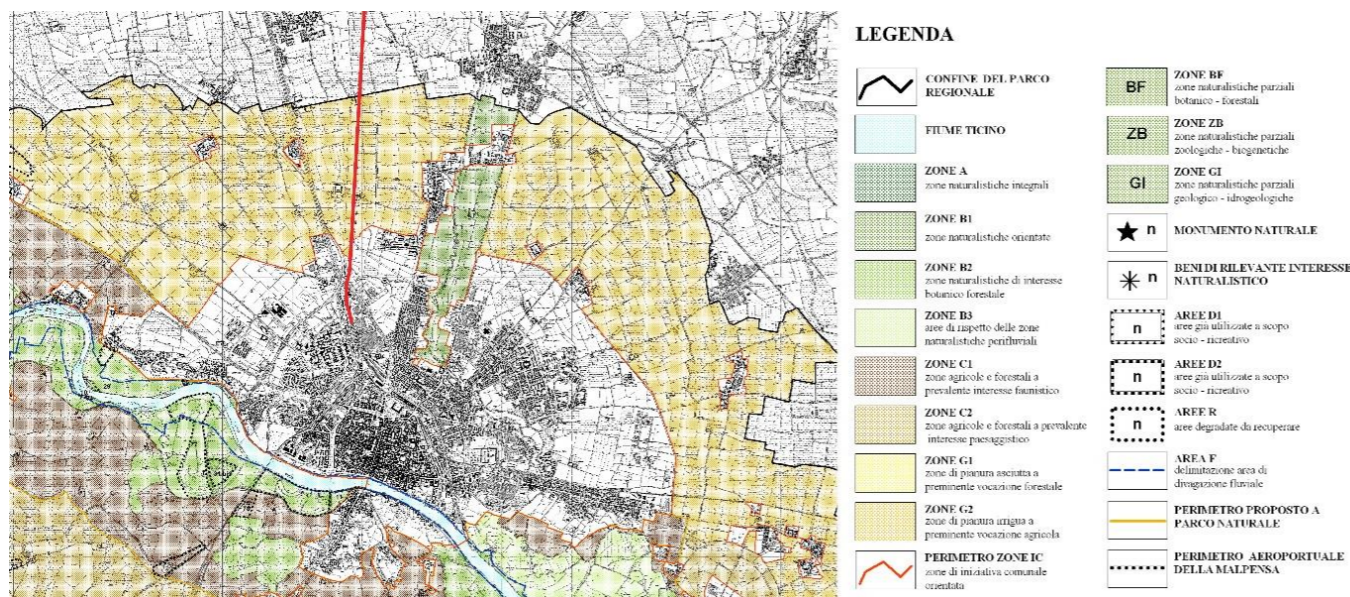 LEGENDA
CONFINE DEL PARCO
REGIONALE
FIUME TICINO
ZONE A
zone naturalistiche integrali
ZONE B1
zone naturalistiche orientate
ZONE B2
zone naturalistiche di interesse
botanico forestale
ZONE B3
aree di rispetto delle zone
naturalistiche perifluviali
ZONE C1
zone agricole e forestali a
prevalente interesse faunistico
ZONE C2
zone agricole e forestali a prevalente
interesse paesaggistico
ZONE G1
zone di pianura asciutta a
preminente vocazione forestale
ZONE G2
zone di pianura irrigua a
preminente vocazione agricola
PERIMETRO ZONE IC
zone di iniziativa comunale
orientata
BF
ZONE BF
zone naturalistiche parziali
botanico - forestali
ZB
ZONE ZB
zone naturalistiche parziali
zoologiche - biogenetiche
GI
ZONE GI
zone naturalistiche parziali
geologico - idrogeologiche
n
MONUMENTO NATURALE
n
BENI DI RILEVANTE INTERESSE
NATURALISTICO
n
AREE D1
aree già utilizzate a scopo
socio - ricreativo
n
AREE D2
aree già utilizzate a scopo
socio - ricreativo
n
AREE R
aree degradate da recuperare
AREA F
delimitazione area di
divagazione fluviale
PERIMETRO PROPOSTO A
PARCO NATURALE
PERIMETRO AEROPORTUALE
DELLA MALPENSA